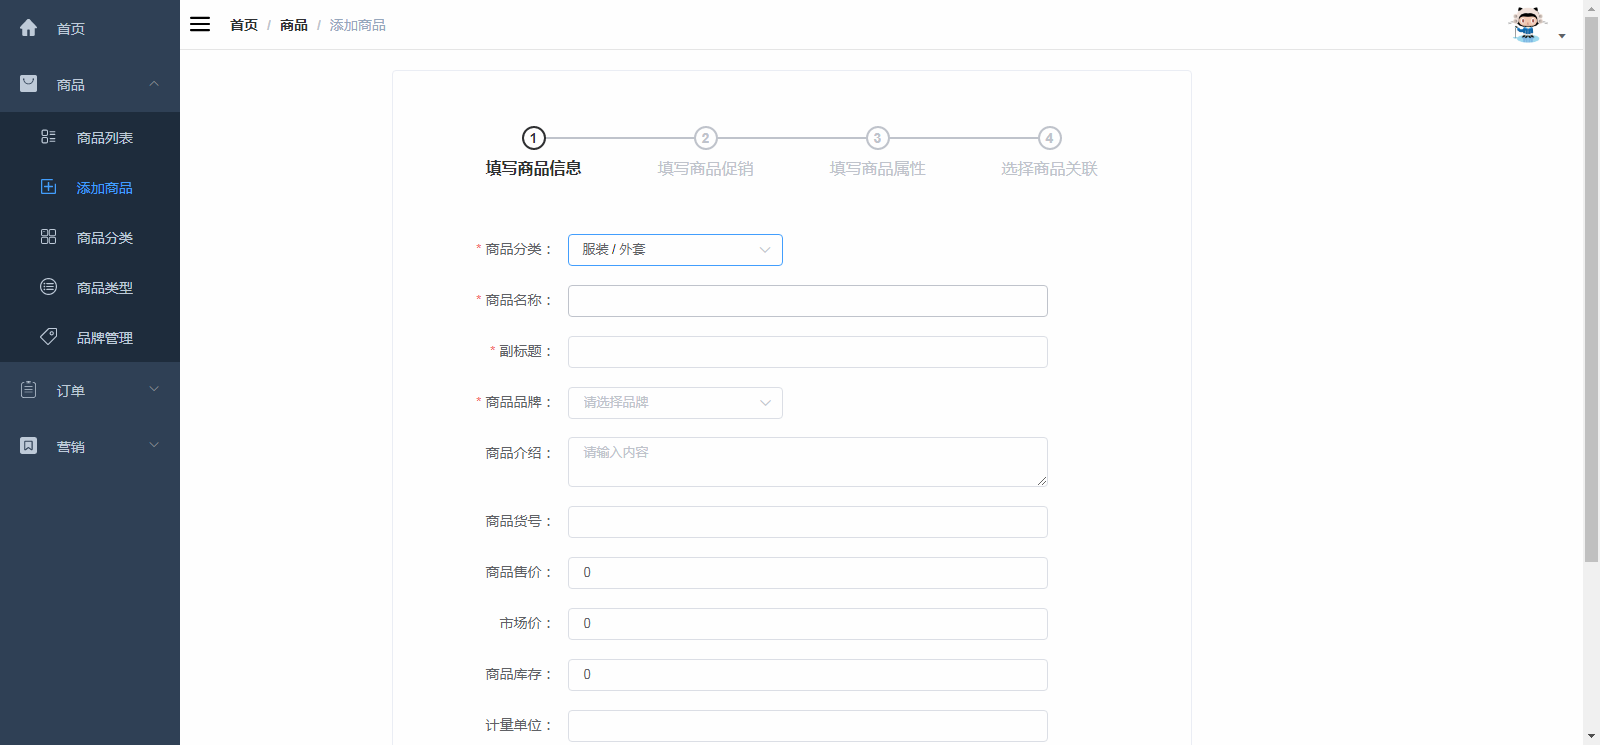 首页
商品
商品列表
添加商品
商品分类
商品类型
品牌管理
订单
营销
首页 / 商品 / 添加商品
1 2 3 4
填写商品信息 填写商品促销 填写商品属性 选择商品关联
* 商品分类： 服装 / 外套
* 商品名称：
* 副标题：
* 商品品牌： 请选择品牌
商品介绍： 请输入内容
商品货号：
商品售价： 0
市场价： 0
商品库存： 0
计量单位：